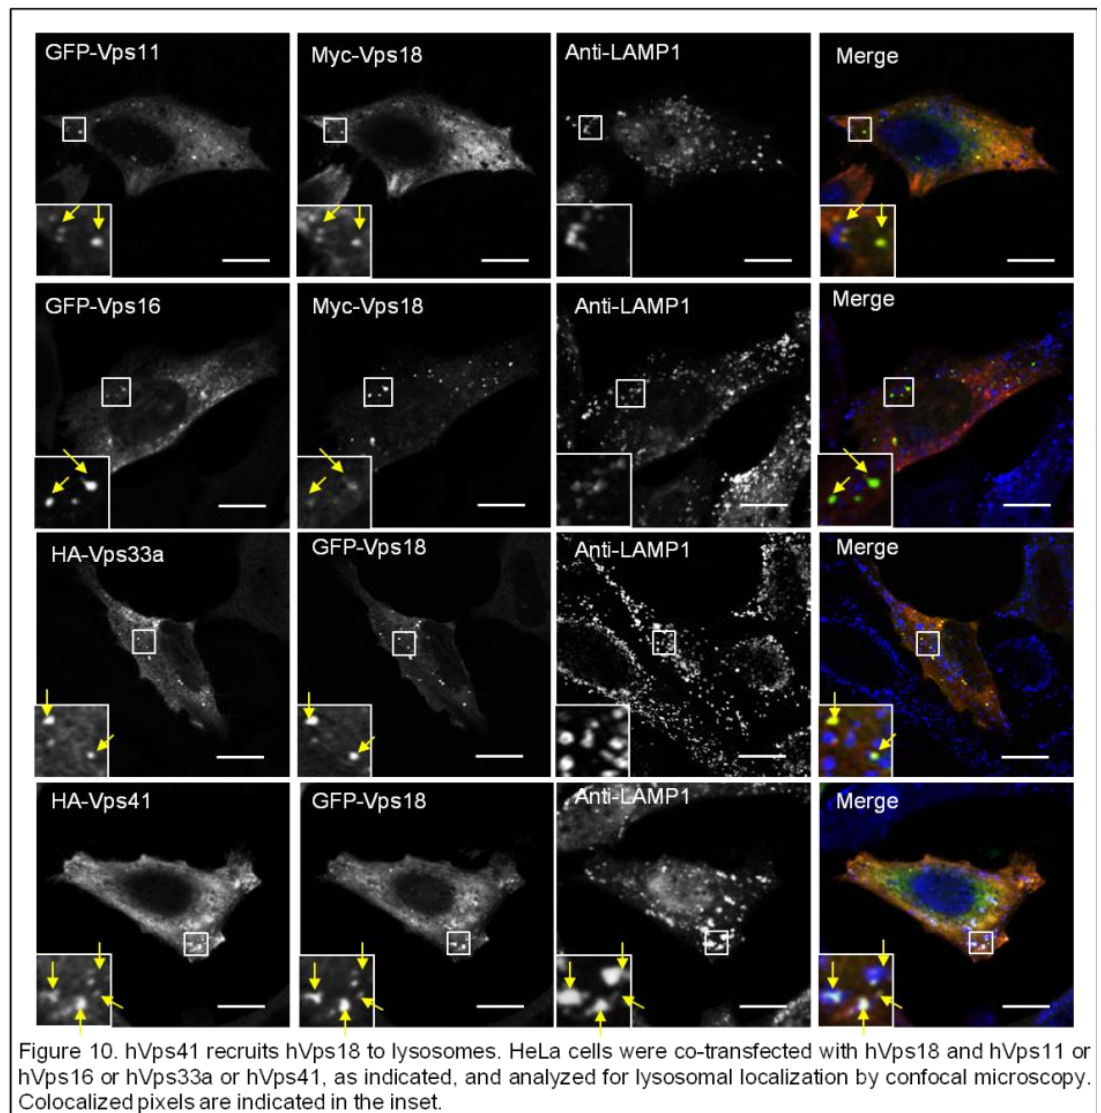 GFP-Vps11 Myc-Vps18 Anti-LAMP1 Merge
GFP-Vps16 Myc-Vps18 Anti-LAMP1 Merge
HA-Vps33a GFP-Vps18 Anti-LAMP1 Merge
HA-Vps41 GFP-Vps18 Anti-LAMP1 Merge
Figure 10. hVps41 recruits hVps18 to lysosomes. HeLa cells were co-transfected with hVps18 and hVps11 or
hVps16 or hVps33a or hVps41, as indicated, and analyzed for lysosomal localization by confocal microscopy.
Colocalized pixels are indicated in the inset.